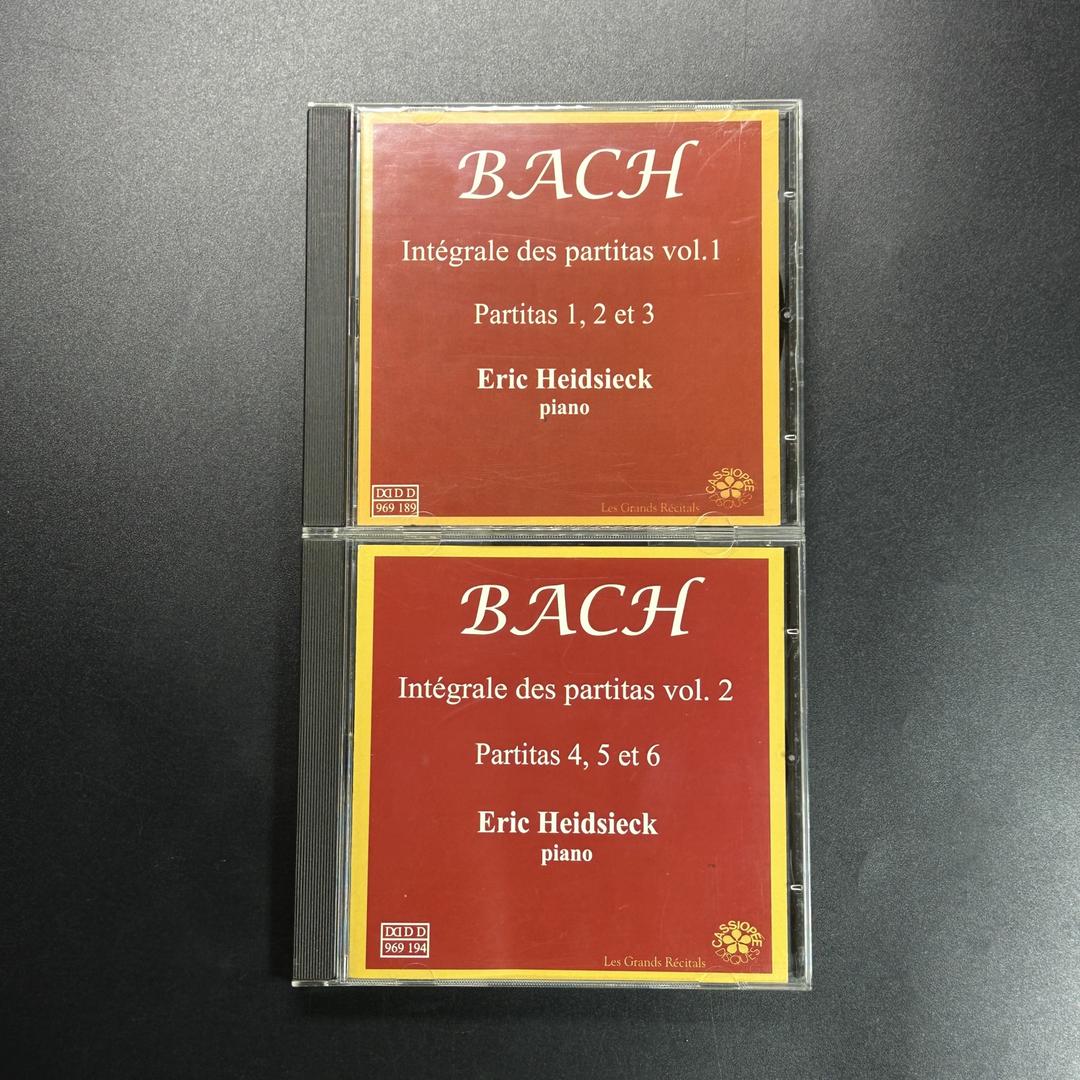 BACH
Intégrale des partitas vol.1
Partitas 1, 2 et 3
Eric Heidsieck
piano
DDD
969 189
Les Grands Récitals
CASSIOPÉE
DISQUES
BACH
Intégrale des partitas vol. 2
Partitas 4, 5 et 6
Eric Heidsieck
piano
DDD
969 194
Les Grands Récitals
CASSIOPÉE
DISQUES